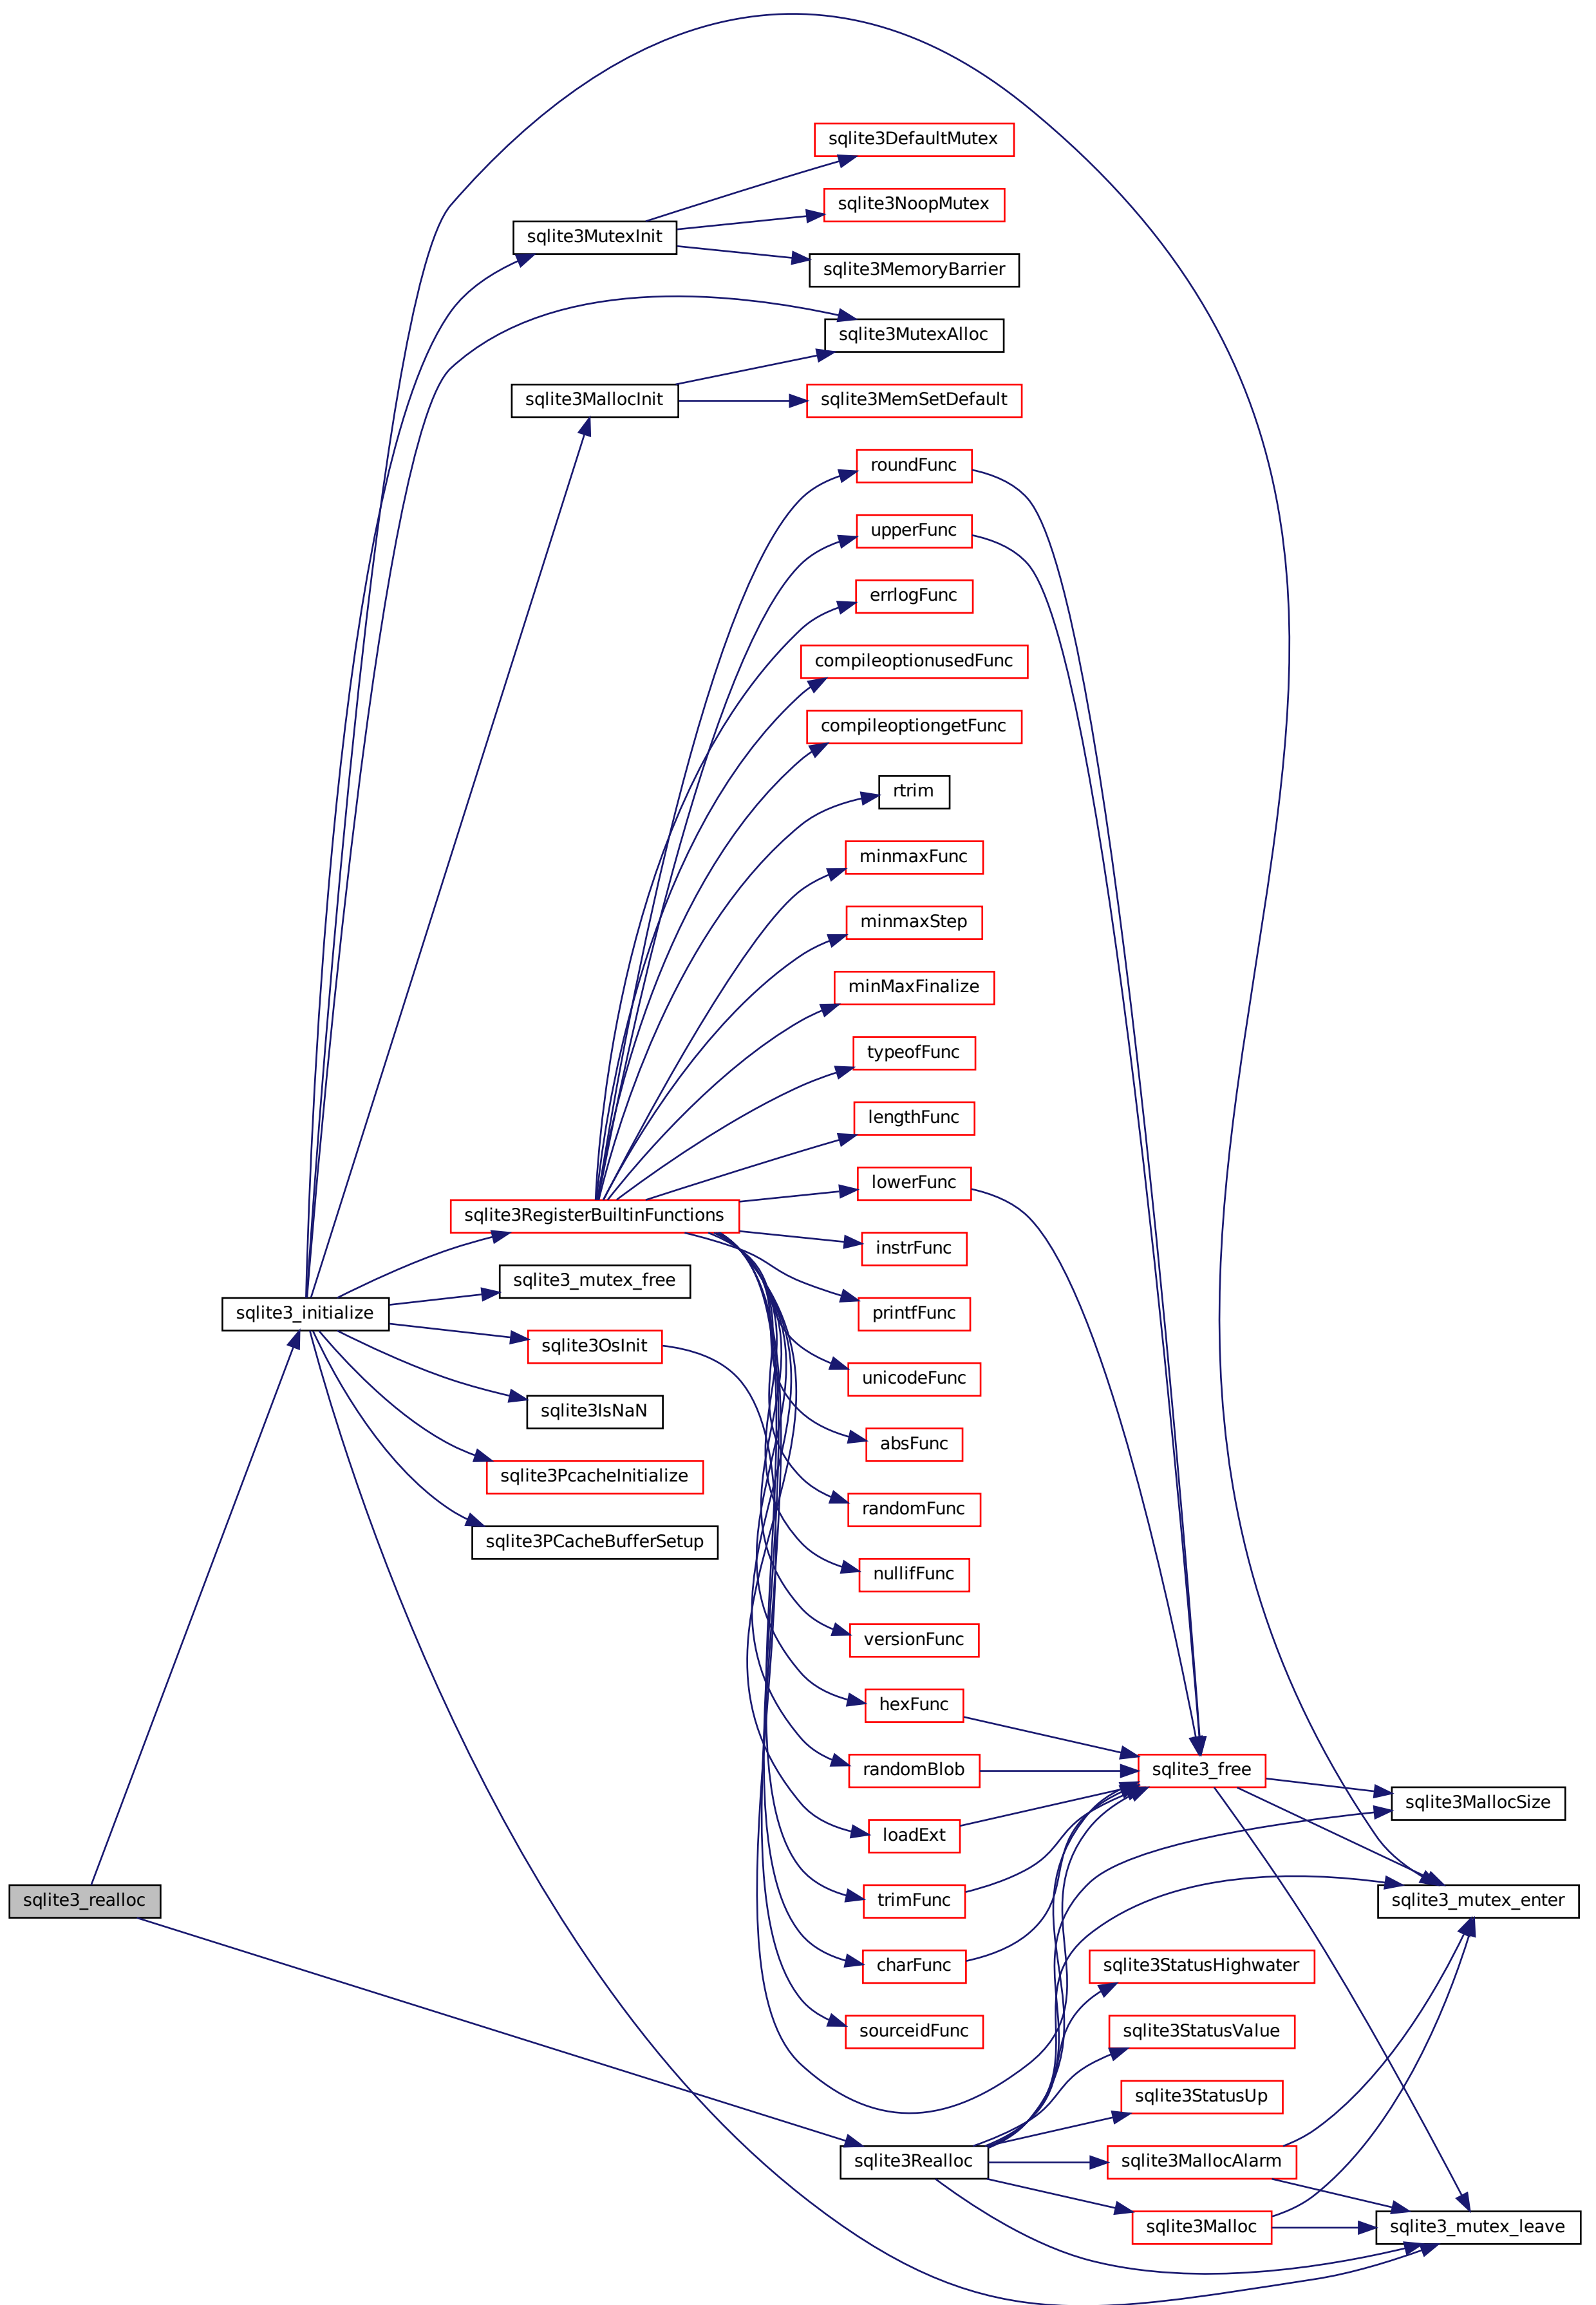 sqlite3DefaultMutex
sqlite3NoopMutex
sqlite3MutexInit
sqlite3MemoryBarrier
sqlite3MutexAlloc
sqlite3MallocInit
sqlite3MemSetDefault
roundFunc
upperFunc
errlogFunc
compileoptionusedFunc
compileoptiongetFunc
rtrim
minmaxFunc
minmaxStep
minMaxFinalize
typeofFunc
lengthFunc
lowerFunc
sqlite3RegisterBuiltinFunctions
instrFunc
sqlite3_mutex_free
printfFunc
sqlite3_initialize
sqlite3OsInit
unicodeFunc
sqlite3IsNaN
absFunc
sqlite3PcacheInitialize
randomFunc
sqlite3PCacheBufferSetup
nullifFunc
versionFunc
hexFunc
randomBlob
sqlite3_free
sqlite3MallocSize
loadExt
sqlite3_realloc
trimFunc
sqlite3_mutex_enter
charFunc
sqlite3StatusHighwater
sourceidFunc
sqlite3StatusValue
sqlite3StatusUp
sqlite3Realloc
sqlite3MallocAlarm
sqlite3Malloc
sqlite3_mutex_leave